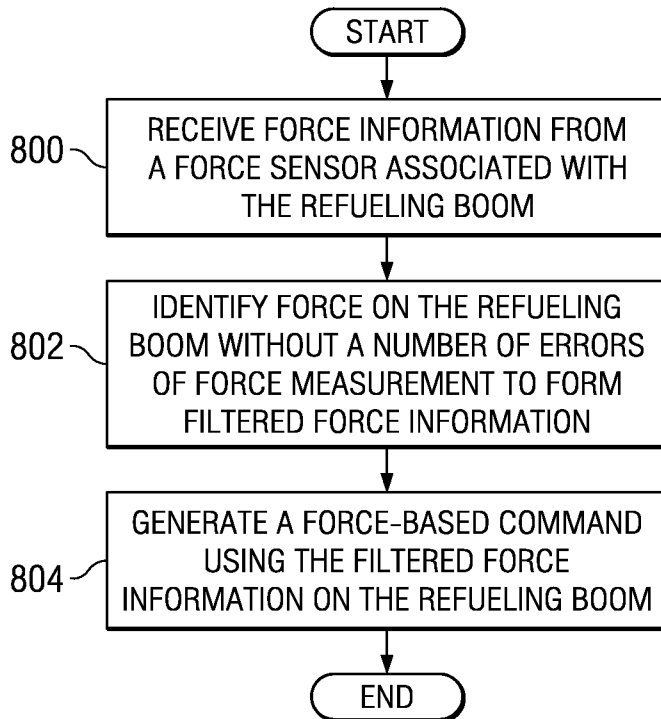 START
800
RECEIVE FORCE INFORMATION FROM
A FORCE SENSOR ASSOCIATED WITH
THE REFUELING BOOM
802
IDENTIFY FORCE ON THE REFUELING
BOOM WITHOUT A NUMBER OF ERRORS
OF FORCE MEASUREMENT TO FORM
FILTERED FORCE INFORMATION
804
GENERATE A FORCE-BASED COMMAND
USING THE FILTERED FORCE
INFORMATION ON THE REFUELING BOOM
END